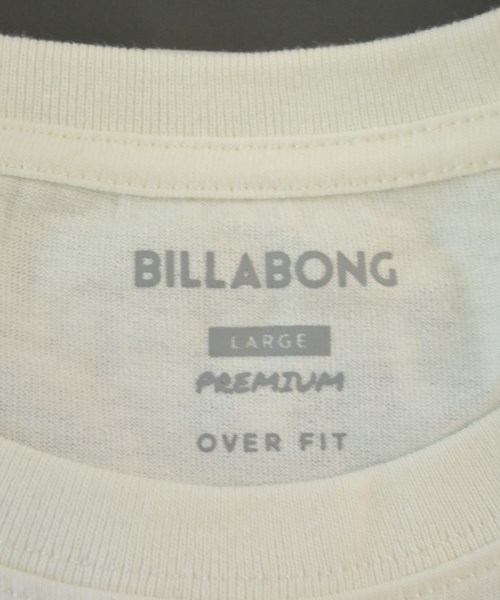 BILLABONG
LARGE
PREMIUM
OVER FIT